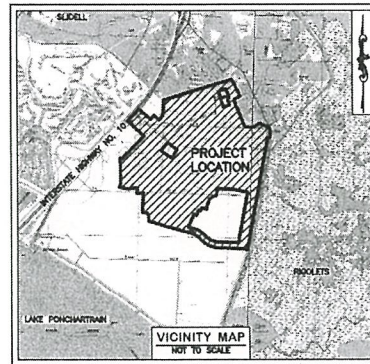 SLIDELL
INTERSTATE HIGHWAY NO. 10
PROJECT
LOCATION
RIGOLETS
LAKE PONCHARTRAIN
VICINITY MAP
NOT TO SCALE